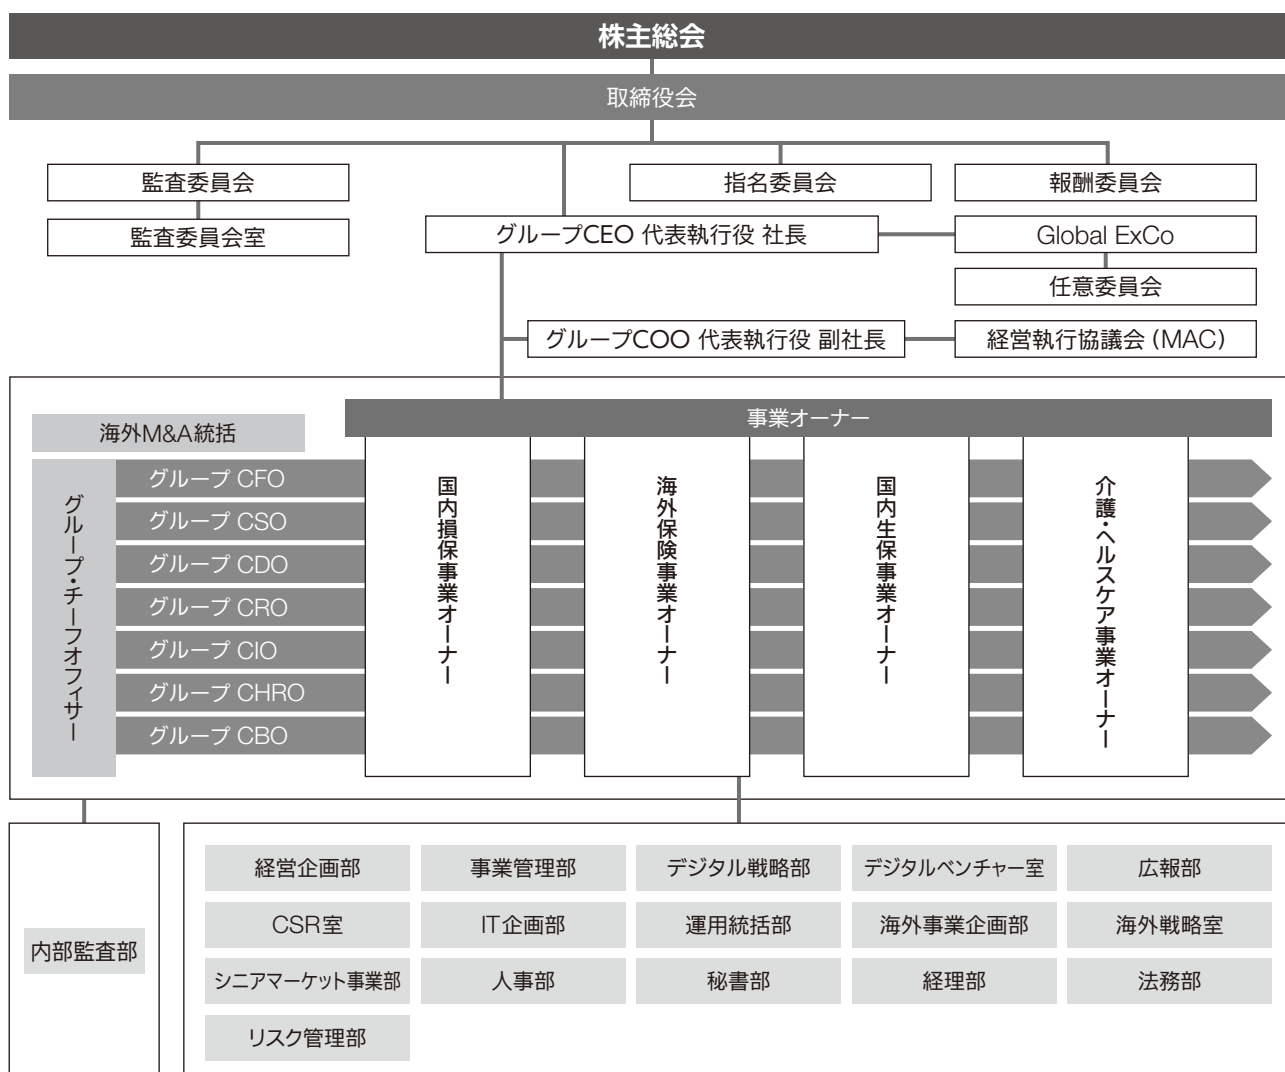 株主総会
取締役会
監査委員会
指名委員会
報酬委員会
監査委員会室
グループCEO 代表執行役 社長
Global ExCo
任意委員会
グループCOO 代表執行役 副社長
経営執行協議会（MAC）
事業オーナー
海外M&A統括
グループ・チーフオフィサー
グループ CFO
グループ CSO
グループ CDO
グループ CRO
グループ CIO
グループ CHRO
グループ CBO
国内損保事業オーナー
海外保険事業オーナー
国内生保事業オーナー
介護・ヘルスケア事業オーナー
内部監査部
経営企画部
事業管理部
デジタル戦略部
デジタルベンチャー室
広報部
CSR室
IT企画部
運用統括部
海外事業企画部
海外戦略室
シニアマーケット事業部
人事部
秘書部
経理部
法務部
リスク管理部